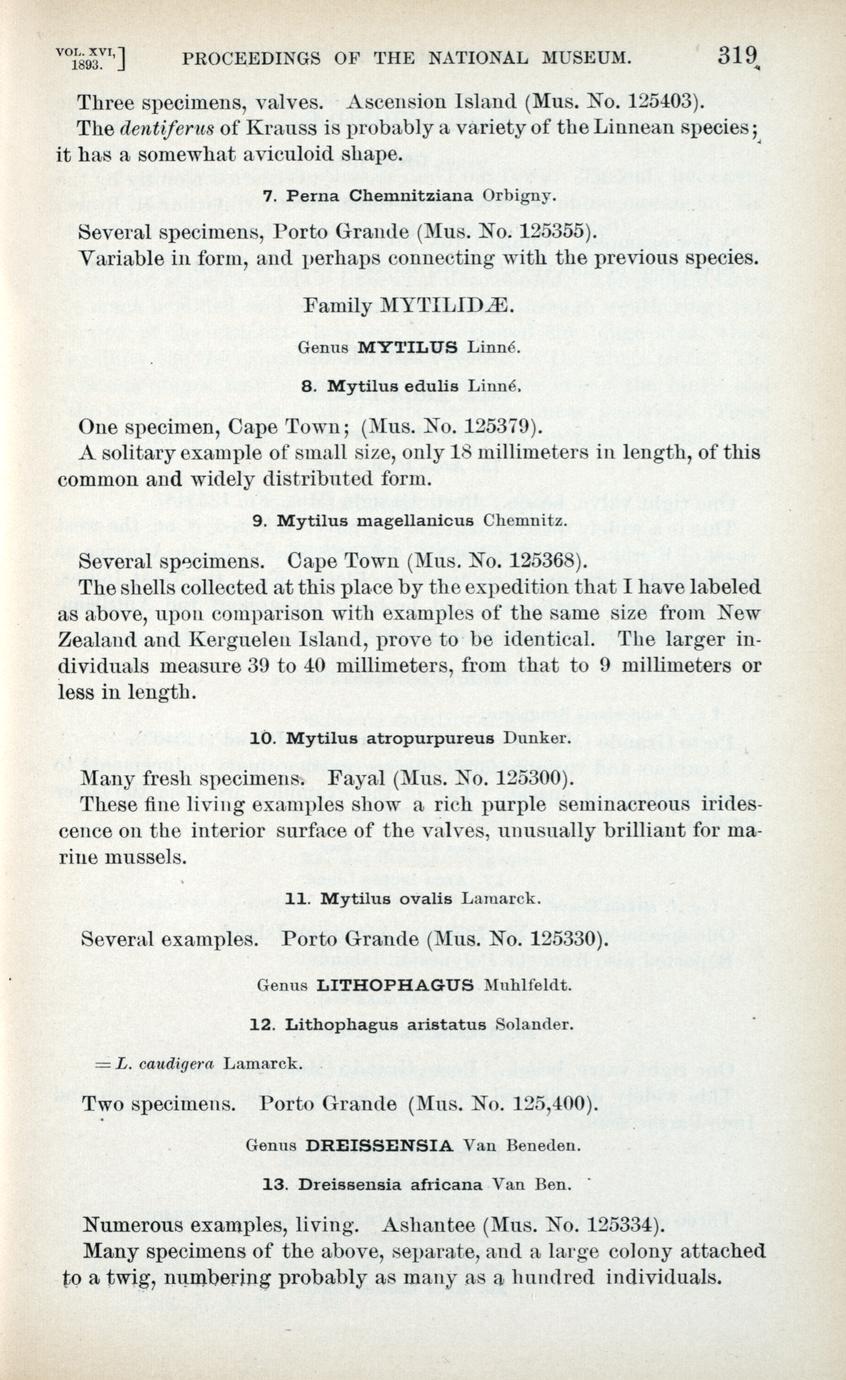 VOL. XVI, 1893.] PROCEEDINGS OF THE NATIONAL MUSEUM. 319
Three specimens, valves. Ascension Island (Mus. No. 125403).
The dentiferus of Krauss is probably a variety of the Linnean species;
it has a somewhat aviculoid shape.
7. Perna Chemnitziana Orbigny.
Several specimens, Porto Grande (Mus. No. 125355).
Variable in form, and perhaps connecting with the previous species.
Family MYTILIDÆ.
Genus MYTILUS Linné.
8. Mytilus edulis Linné.
One specimen, Cape Town; (Mus. No. 125379).
A solitary example of small size, only 18 millimeters in length, of this
common and widely distributed form.
9. Mytilus magellanicus Chemnitz.
Several specimens. Cape Town (Mus. No. 125368).
The shells collected at this place by the expedition that I have labeled
as above, upon comparison with examples of the same size from New
Zealand and Kerguelen Island, prove to be identical. The larger in-
dividuals measure 39 to 40 millimeters, from that to 9 millimeters or
less in length.
10. Mytilus atropurpureus Dunker.
Many fresh specimens. Fayal (Mus. No. 125300).
These fine living examples show a rich purple seminacreous irides-
cence on the interior surface of the valves, unusually brilliant for ma-
rine mussels.
11. Mytilus ovalis Lamarck.
Several examples. Porto Grande (Mus. No. 125330).
Genus LITHOPHAGUS Muhlfeldt.
12. Lithophagus aristatus Solander.
= L. caudigera Lamarck.
Two specimens. Porto Grande (Mus. No. 125,400).
Genus DREISSENSIA Van Beneden.
13. Dreissensia africana Van Ben.
Numerous examples, living. Ashantee (Mus. No. 125334).
Many specimens of the above, separate, and a large colony attached
to a twig, numbering probably as many as a hundred individuals.